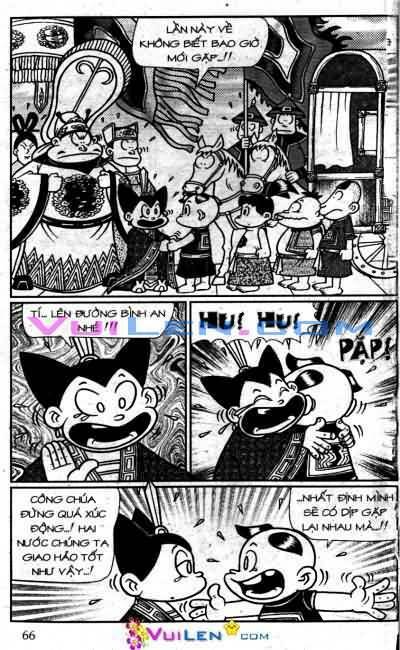 LẦN NÀY VỀ
KHÔNG BIẾT BAO GIỜ
MỚI GẶP...!!
TÍ... LÊN ĐƯỜNG BÌNH AN
NHÉ !!!
HU! HU!
PẶP!
VUILEN.COM
CÔNG CHÚA
ĐỪNG QUÁ XÚC
ĐỘNG...! HAI
NƯỚC CHÚNG TA
GIAO HẢO TỐT
NHƯ VẬY...!
...NHẤT ĐỊNH MÌNH
SẼ CÓ DỊP GẶP
LẠI NHAU MÀ...!!
66
VUILEN.COM